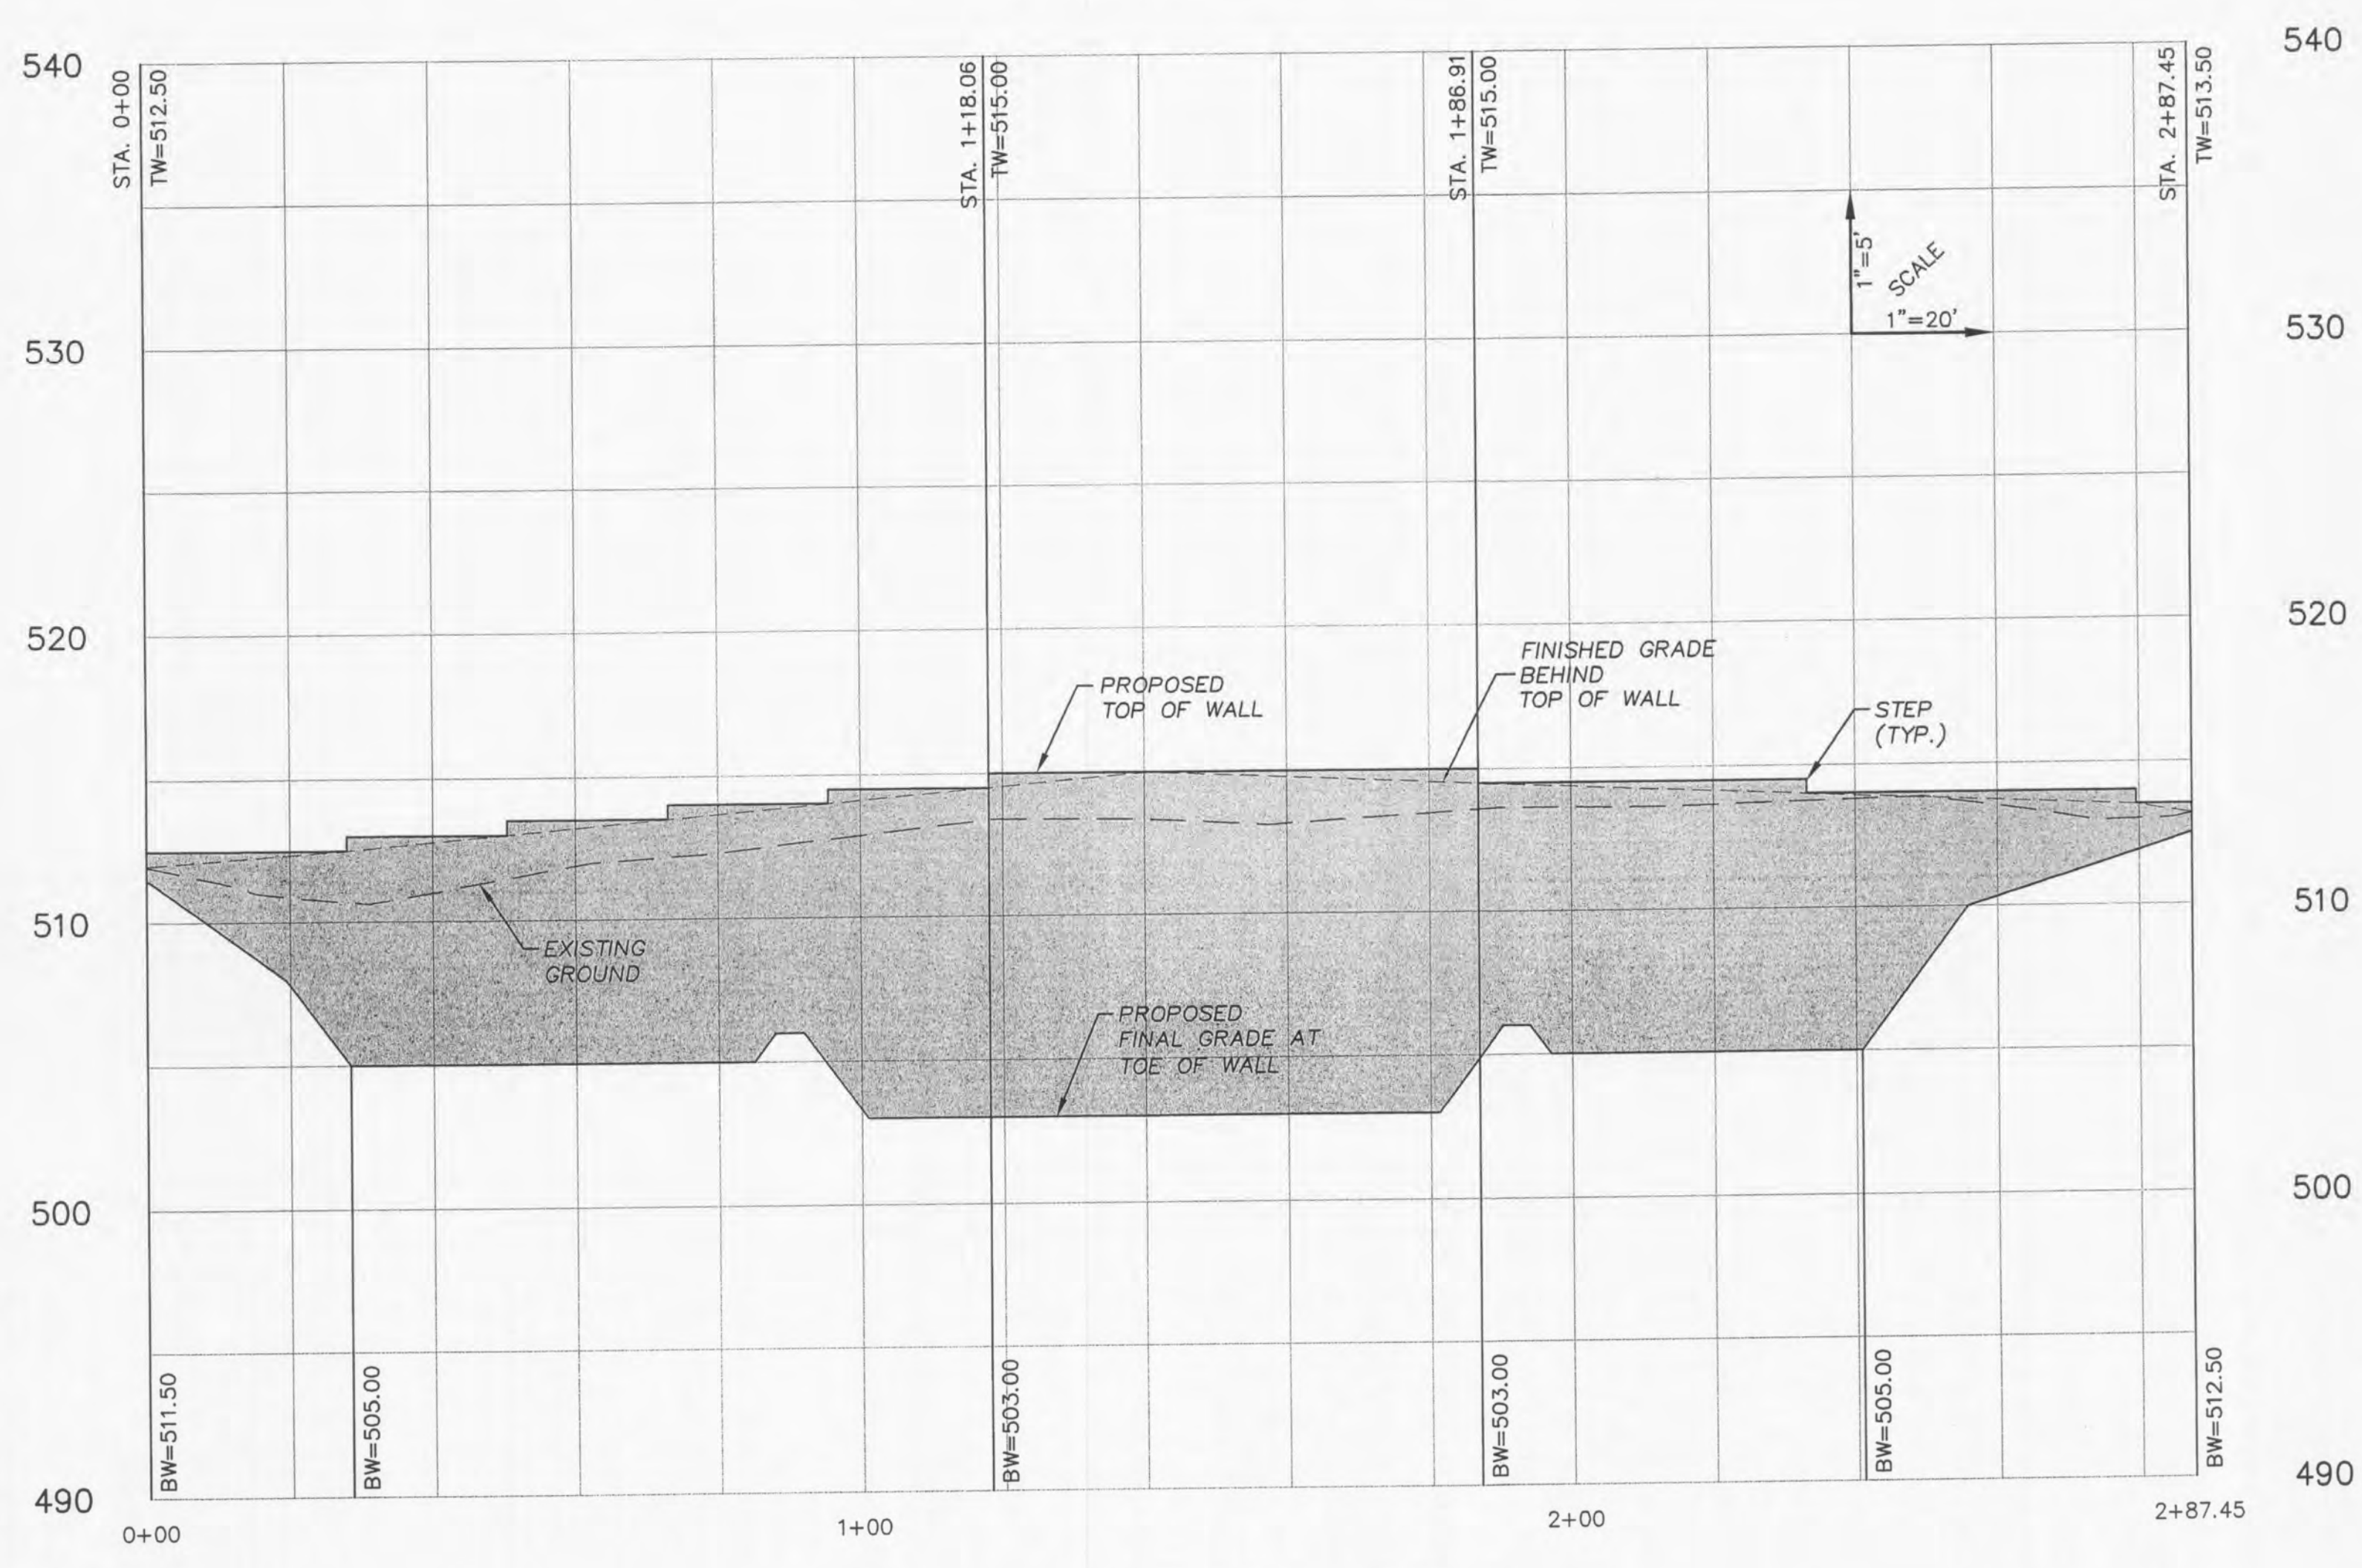 540
540
STA. 0+00
TW=512.50
STA. 1+18.06
TW=515.00
STA. 1+86.91
TW=515.00
STA. 2+87.45
TW=513.50
1"=5'
SCALE
1"=20'
530
530
520
520
PROPOSED
TOP OF WALL
FINISHED GRADE
BEHIND
TOP OF WALL
STEP
(TYP.)
510
510
EXISTING
GROUND
PROPOSED
FINAL GRADE AT
TOE OF WALL
500
500
BW=511.50
BW=505.00
BW=503.00
BW=503.00
BW=505.00
BW=512.50
490
490
0+00
1+00
2+00
2+87.45